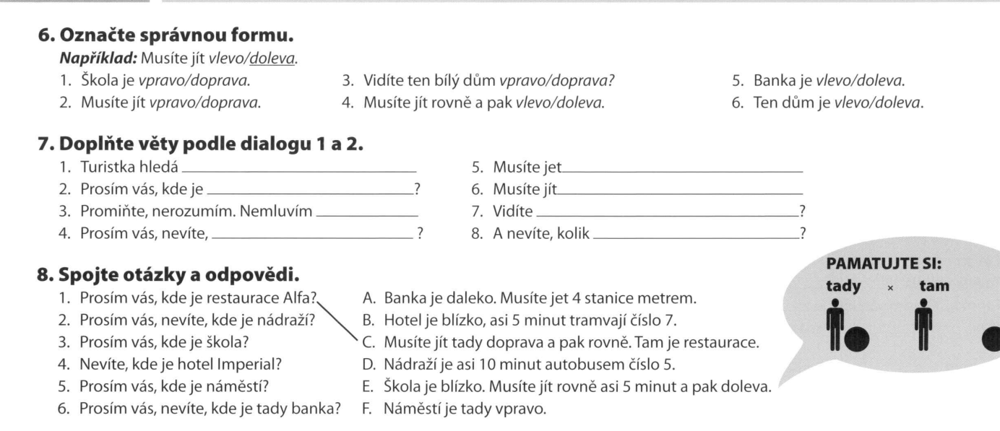 6. Označte správnou formu.
Například: Musíte jít vlevo/doleva.
1. Škola je vpravo/doprava.
2. Musíte jít vpravo/doprava.
3. Vidíte ten bílý dům vpravo/doprava?
4. Musíte jít rovně a pak vlevo/doleva.
5. Banka je vlevo/doleva.
6. Ten dům je vlevo/doleva.
7. Doplňte věty podle dialogu 1 a 2.
1. Turistka hledá
2. Prosím vás, kde je ?
3. Promiňte, nerozumím. Nemluvím
4. Prosím vás, nevíte, ?
5. Musíte jet
6. Musíte jít
7. Vidíte ?
8. A nevíte, kolik ?
8. Spojte otázky a odpovědi.
1. Prosím vás, kde je restaurace Alfa?
2. Prosím vás, nevíte, kde je nádraží?
3. Prosím vás, kde je škola?
4. Nevíte, kde je hotel Imperial?
5. Prosím vás, kde je náměstí?
6. Prosím vás, nevíte, kde je tady banka?
A. Banka je daleko. Musíte jet 4 stanice metrem.
B. Hotel je blízko, asi 5 minut tramvají číslo 7.
C. Musíte jít tady doprava a pak rovně. Tam je restaurace.
D. Nádraží je asi 10 minut autobusem číslo 5.
E. Škola je blízko. Musíte jít rovně asi 5 minut a pak doleva.
F. Náměstí je tady vpravo.
PAMATUJTE SI:
tady × tam